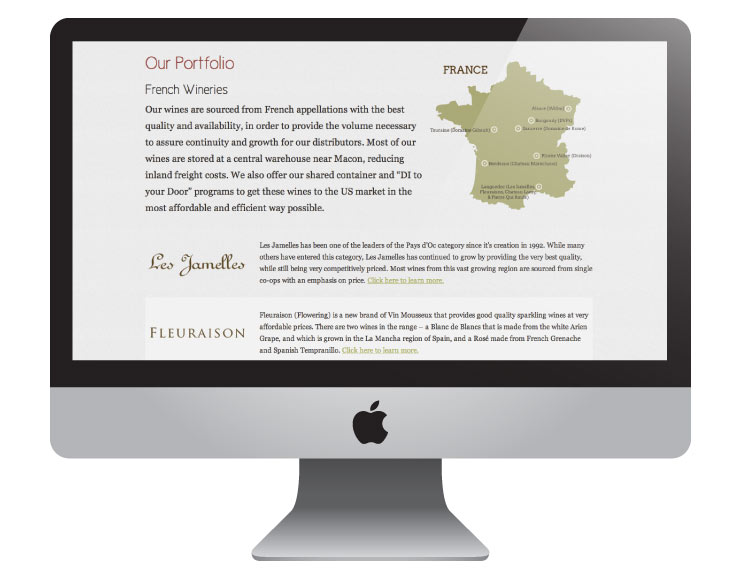 Our Portfolio
French Wineries
Our wines are sourced from French appellations with the best
quality and availability, in order to provide the volume necessary
to assure continuity and growth for our distributors. Most of our
wines are stored at a central warehouse near Macon, reducing
inland freight costs. We also offer our shared container and "DI to
your Door" programs to get these wines to the US market in the
most affordable and efficient way possible.
FRANCE
Alsace
Burgundy
Touraine (Domaine
Sancerre (Domaine de
Rhone Valley
Bordeaux (Chateau
Languedoc (Les Jamelles,
Fleuraison, Chateau
Les Jamelles
Les Jamelles has been one of the leaders of the Pays d'Oc category since it's creation in 1992. While many
others have entered this category, Les Jamelles has continued to grow by providing the very best quality,
while still being very competitively priced. Most wines from this vast growing region are sourced from single
co-ops with an emphasis on price. Click here to learn more.
FLEURAISON
Fleuraison (Flowering) is a new brand of Vin Mousseux that provides good quality sparkling wines at very
affordable prices. There are two wines in the range – a Blanc de Blancs that is made from the white Arien
Grape, and which is grown in the La Mancha region of Spain, and a Rosé made from French Grenache
and Spanish Tempranillo. Click here to learn more.